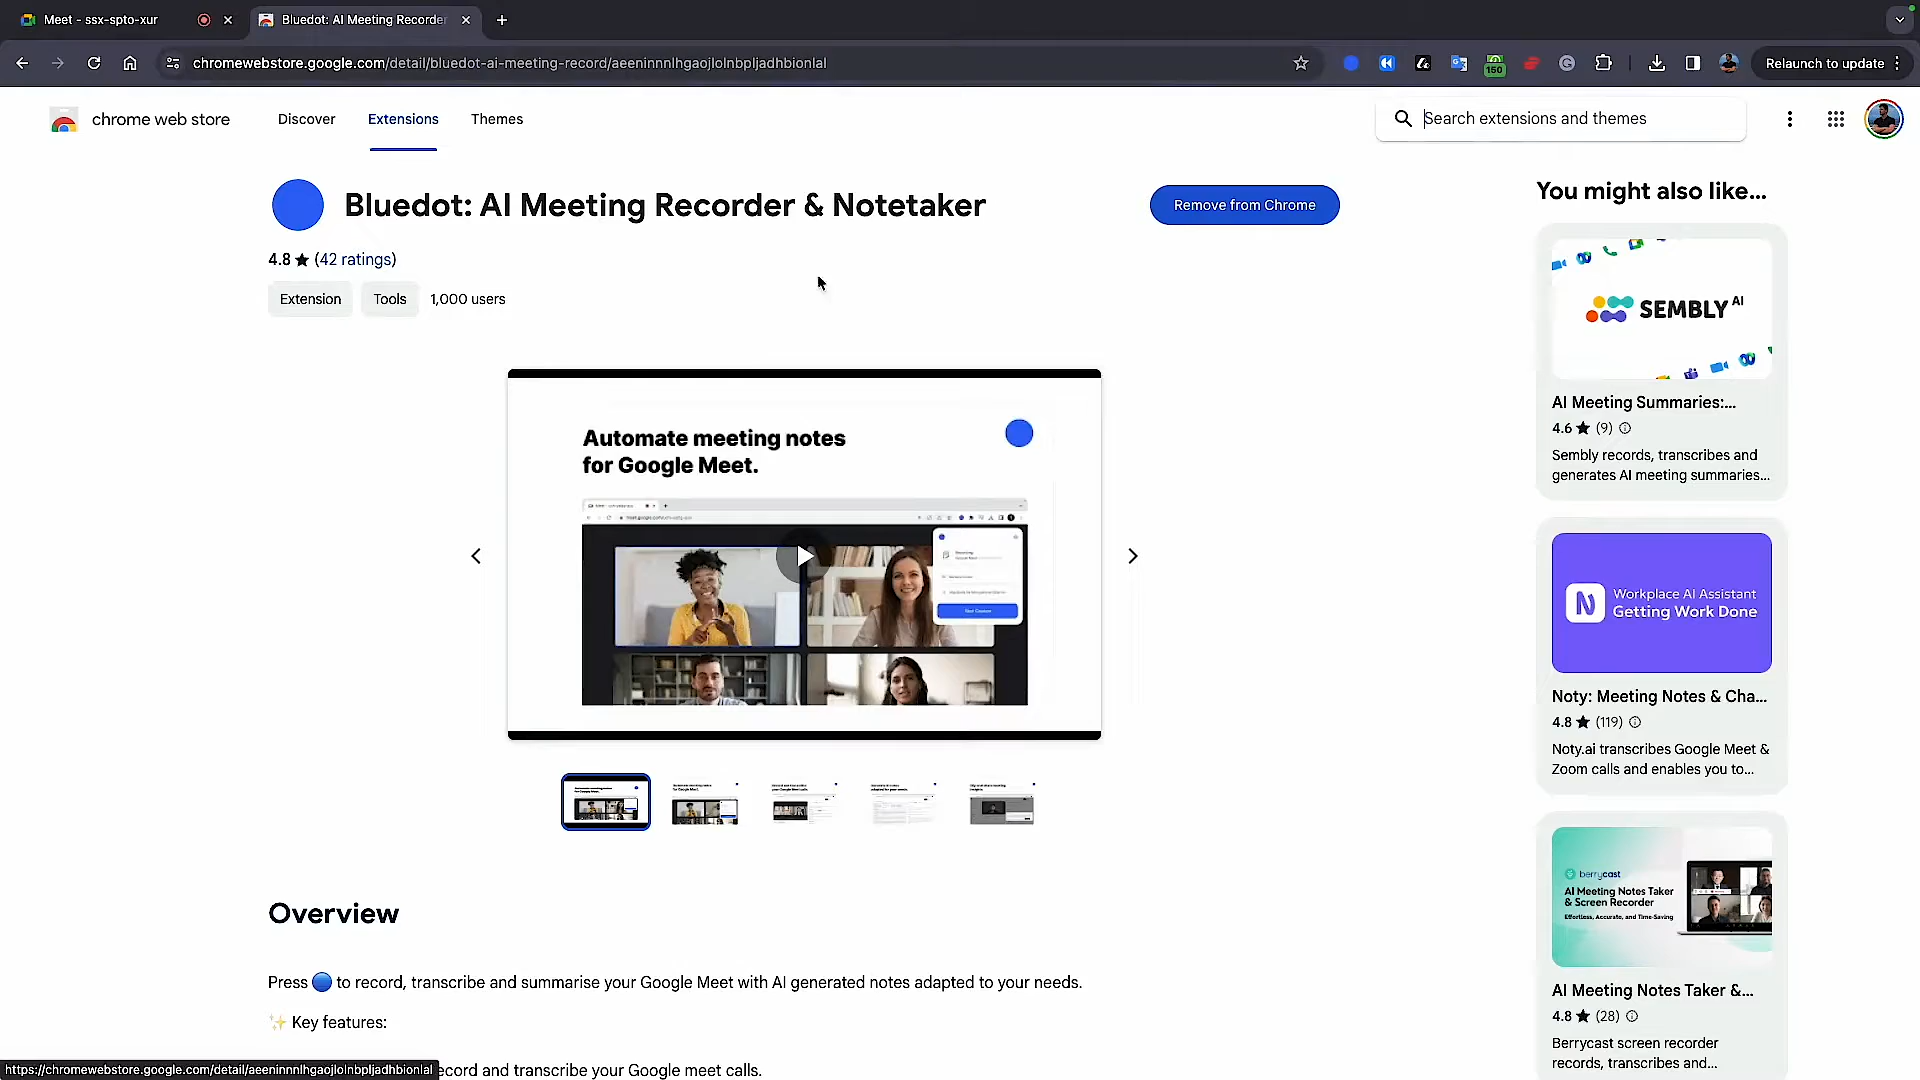 Meet - ssx-spto-xur
Bluedot: AI Meeting Recorder
chromewebstore.google.com/detail/bluedot-ai-meeting-record/aeeninnnlhgaojlolnbpljadhbionlal
150
Relaunch to update
chrome web store
Discover
Extensions
Themes
Search extensions and themes
Bluedot: AI Meeting Recorder & Notetaker
Remove from Chrome
4.8 ★ (42 ratings)
Extension
Tools
1,000 users
Automate meeting notes
for Google Meet.
Overview
Press 🔵 to record, transcribe and summarise your Google Meet with AI generated notes adapted to your needs.
✨ Key features:
ecord and transcribe your Google meet calls.
https://chromewebstore.google.com/detail/aeeninnnlhgaojlolnbpljadhbionlal
You might also like...
SEMBLY AI
AI Meeting Summaries:...
4.6 ★ (9)
Sembly records, transcribes and
generates AI meeting summaries...
N
Workplace AI Assistant
Getting Work Done
Noty: Meeting Notes & Cha...
4.8 ★ (119)
Noty.ai transcribes Google Meet &
Zoom calls and enables you to...
berrycast
AI Meeting Notes Taker
& Screen Recorder
Effortless, Accurate, and Time-Saving
AI Meeting Notes Taker &...
4.8 ★ (28)
Berrycast screen recorder
records, transcribes and...